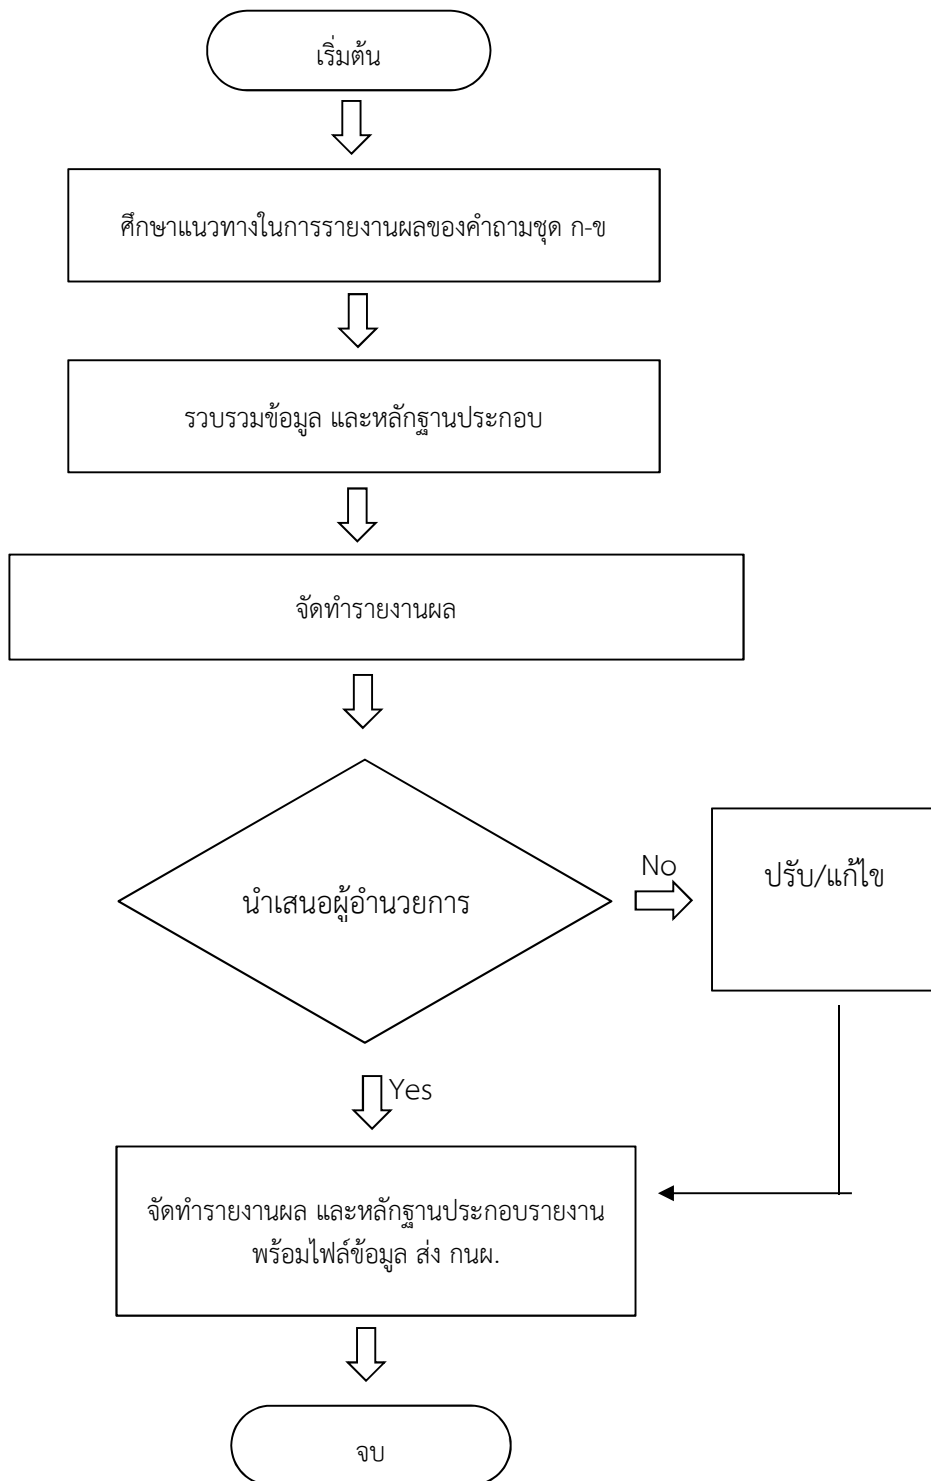 เริ่มต้น
ศึกษาแนวทางในการรายงานผลของคำถามชุด ก-ข
รวบรวมข้อมูล และหลักฐานประกอบ
จัดทำรายงานผล
นำเสนอผู้อำนวยการ
No
ปรับ/แก้ไข
Yes
จัดทำรายงานผล และหลักฐานประกอบรายงาน
พร้อมไฟล์ข้อมูล ส่ง กนผ.
จบ